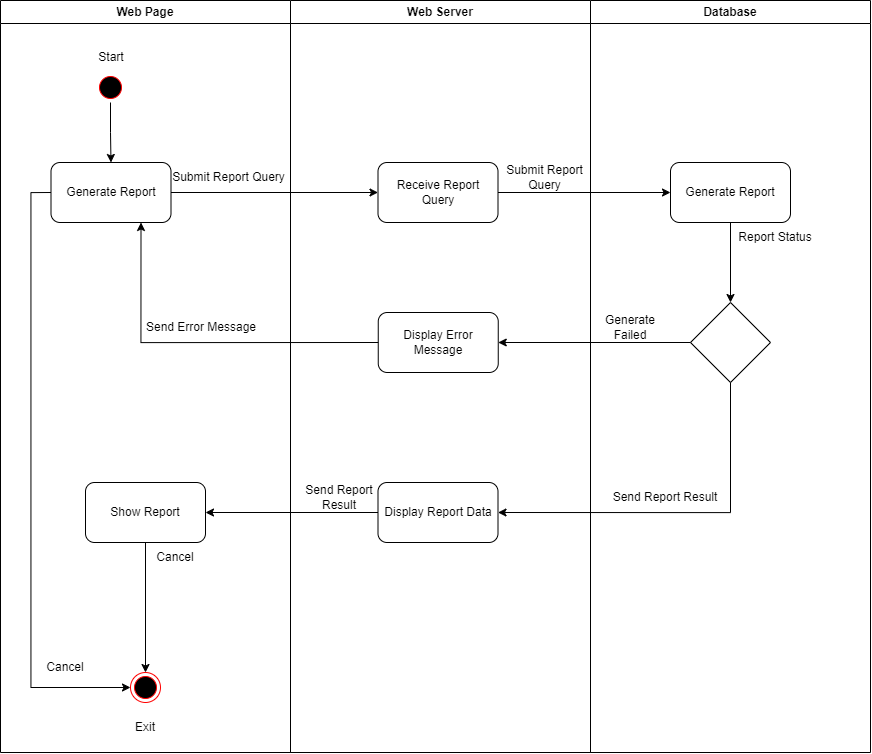 Web Page
Web Server
Database
Start
Generate Report
Submit Report Query
Receive Report
Query
Submit Report
Query
Generate Report
Report Status
Send Error Message
Display Error
Message
Generate
Failed
Show Report
Send Report
Result
Display Report Data
Send Report Result
Cancel
Cancel
Exit